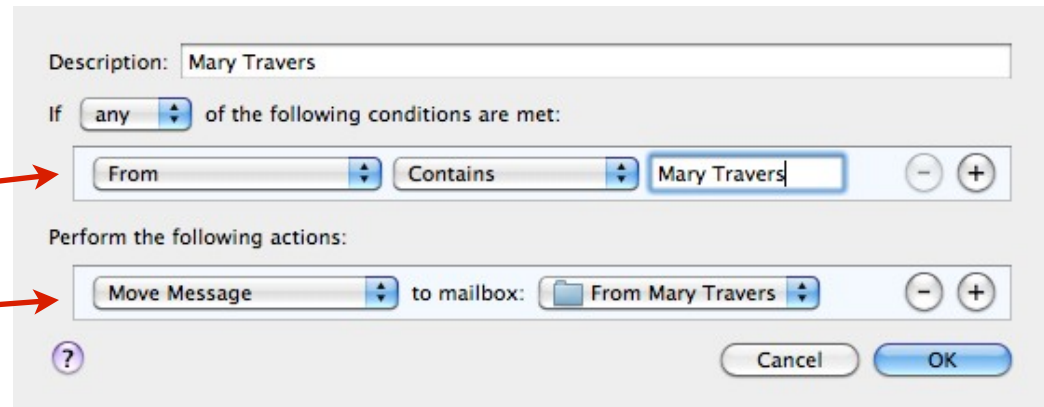 Description: Mary Travers
If any of the following conditions are met:
From Contains Mary Travers - +
Perform the following actions:
Move Message to mailbox: From Mary Travers - +
? Cancel OK